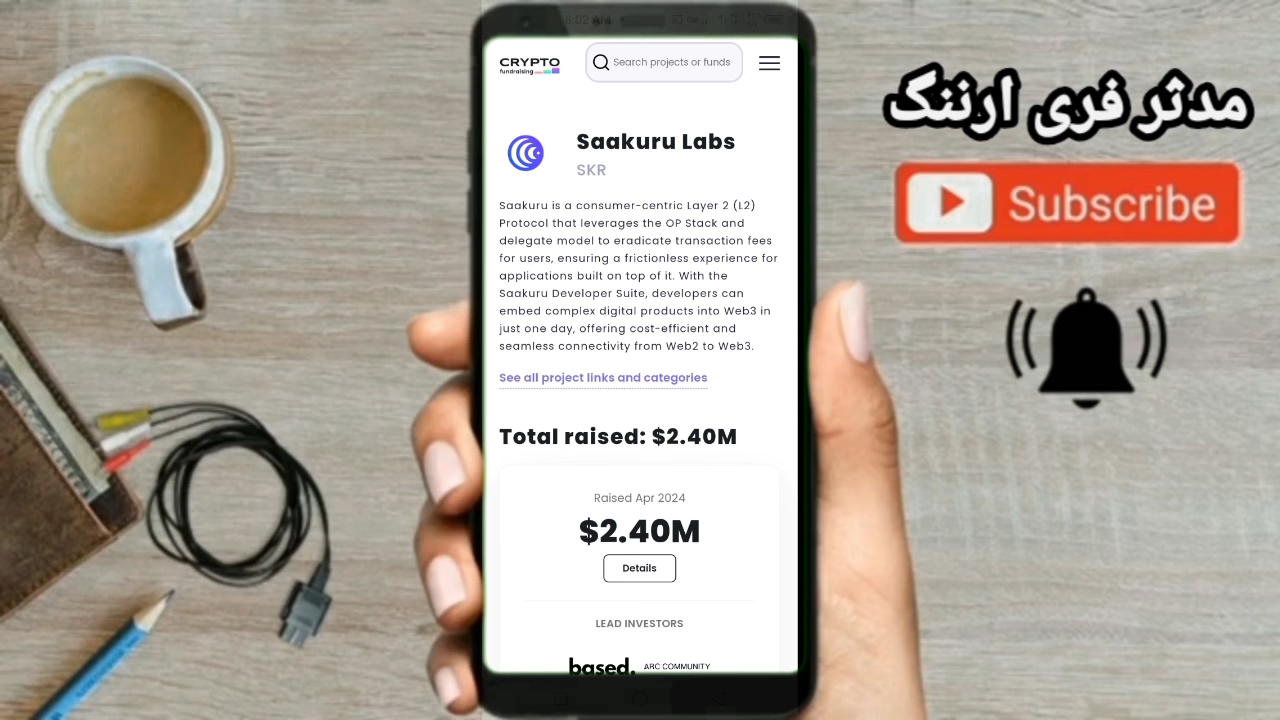 8:02 AM
CRYPTO
fundraising
Search projects or funds
Saakuru Labs
SKR
Saakuru is a consumer-centric Layer 2 (L2)
Protocol that leverages the OP Stack and
delegate model to eradicate transaction fees
for users, ensuring a frictionless experience for
applications built on top of it. With the
Saakuru Developer Suite, developers can
embed complex digital products into Web3 in
just one day, offering cost-efficient and
seamless connectivity from Web2 to Web3.
See all project links and categories
Total raised: $2.40M
Raised Apr 2024
$2.40M
Details
LEAD INVESTORS
based.
ARC COMMUNITY
مدثر فری ارننگ
Subscribe